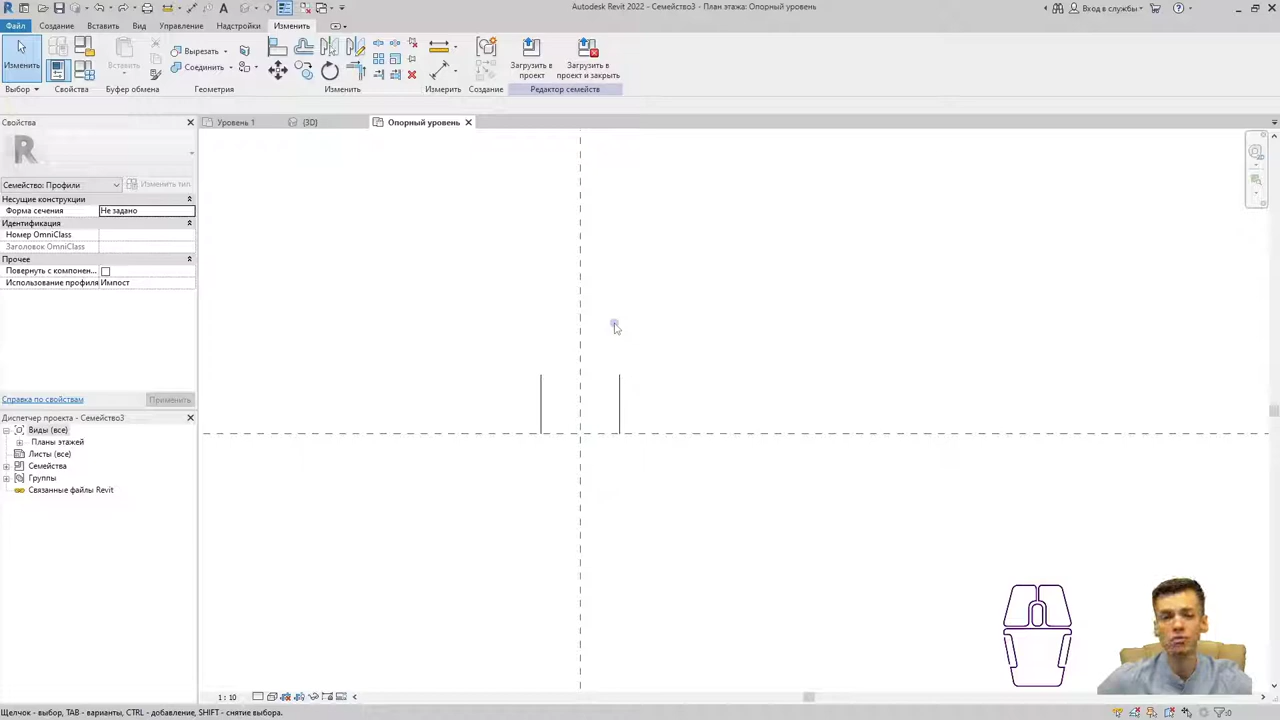 Autodesk Revit 2022 - Семейство3 - План этажа: Опорный уровень
Вход в службы
Файл Создание Вставить Вид Управление Надстройки Изменить
Изменить
Вставить
Вырезать
Соединить
Загрузить в проект
Загрузить в проект и закрыть
Выбор Свойства Буфер обмена Геометрия Изменить Измерить Создание Редактор семейств
Свойства
Уровень 1 {3D} Опорный уровень
R
Семейство: Профили
Изменить тип
Несущие конструкции
Форма сечения Не задано
Идентификация
Номер OmniClass
Заголовок OmniClass
Прочее
Повернуть с компонен...
Использование профиля Импост
Справка по свойствам
Применить
Диспетчер проекта - Семейство3
Виды (все)
Планы этажей
Листы (все)
Семейства
Группы
Связанные файлы Revit
1 : 10
Щелчок - выбор, TAB - варианты, CTRL - добавление, SHIFT - снятие выбора.
:0